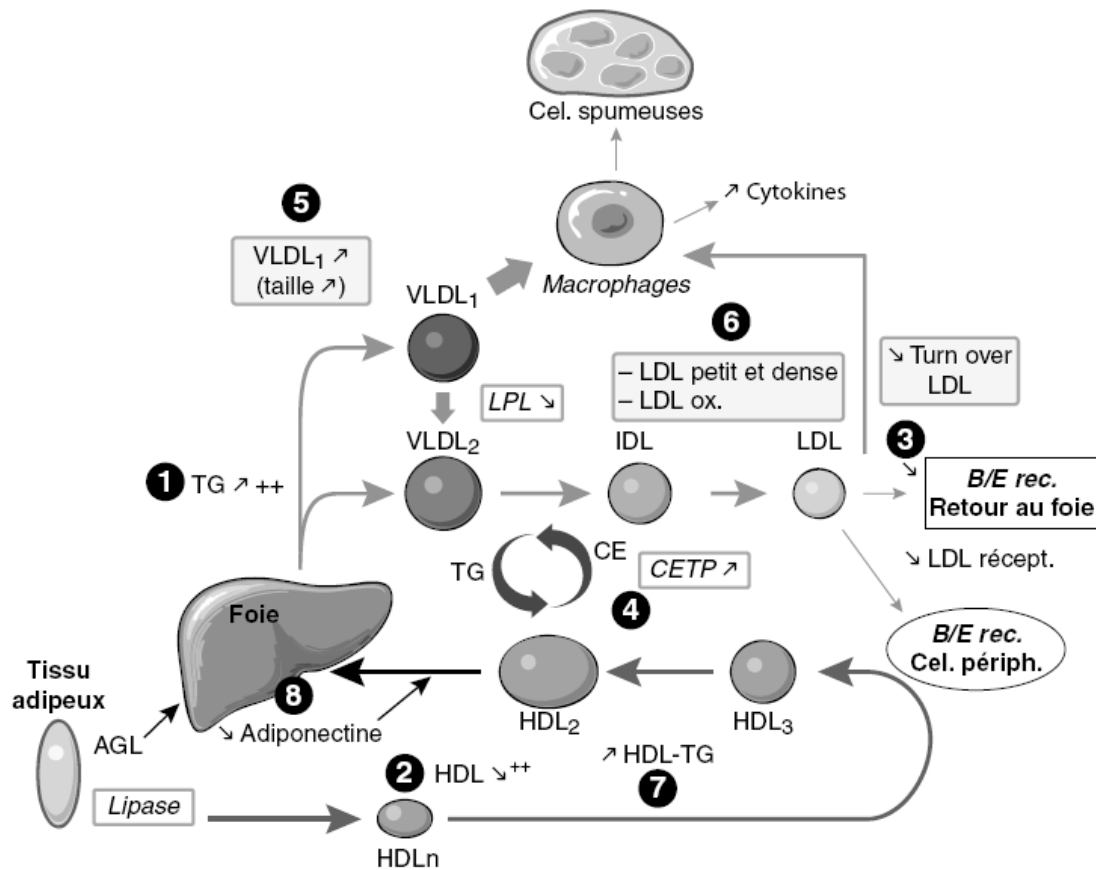 Cel. spumeuses
↗ Cytokines
Macrophages
5
VLDL₁ ↗
(taille ↗)
VLDL₁
6
– LDL petit et dense
– LDL ox.
↘ Turn over
LDL
LPL ↘
VLDL₂
IDL
LDL
3
↘
B/E rec.
Retour au foie
1 TG ↗ ++
TG
CE
CETP ↗
4
↘ LDL récept.
B/E rec.
Cel. périph.
Foie
Tissu
adipeux
8
AGL
↘ Adiponectine
HDL₂
HDL₃
2 HDL ↘++
↗ HDL-TG
7
Lipase
HDLn